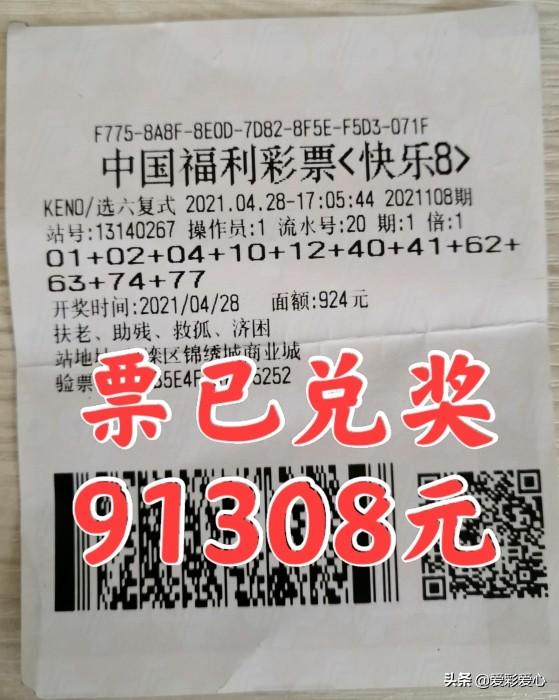 F775-8A8F-8E0D-7D82-8F5E-F5D3-071F
中国福利彩票<快乐8>
KENO/选六复式 2021.04.28-17:05:44 2021108期
站号:13140267 操作员:1 流水号:20 期:1 倍:1
01+02+04+10+12+40+41+62+
63+74+77
开奖时间:2021/04/28 面额:924元
扶老、助残、救孤、济困
站地 栾区锦绣城商业城
验票 5252
票已兑奖
91308元
头条 @爱彩爱心